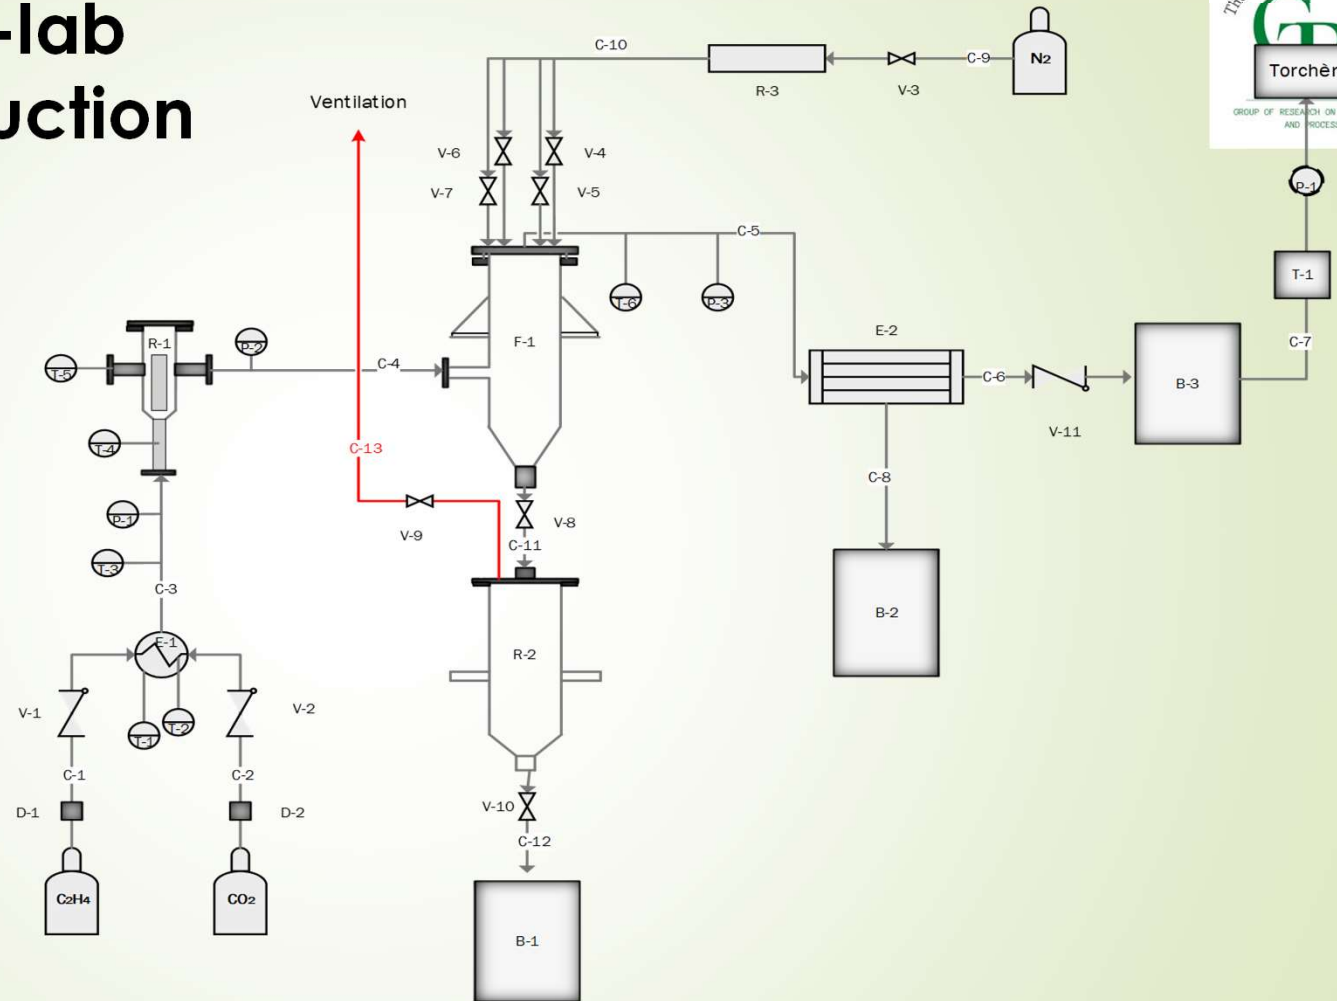 -lab
uction
Ventilation
C-10
R-3
V-3
C-9
N2
Torchèr
GROUP OF RESEARCH ON
AND PROCESS
V-6
V-4
V-7
V-5
P-1
C-5
T-1
T-6
P-3
C-7
R-1
P-2
T-5
C-4
F-1
E-2
C-6
V-11
B-3
T-4
C-13
C-8
P-1
V-9
V-8
C-11
T-3
C-3
B-2
E-1
R-2
V-1
T-1
T-2
V-2
C-1
C-2
D-1
D-2
V-10
C-12
C2H4
CO2
B-1